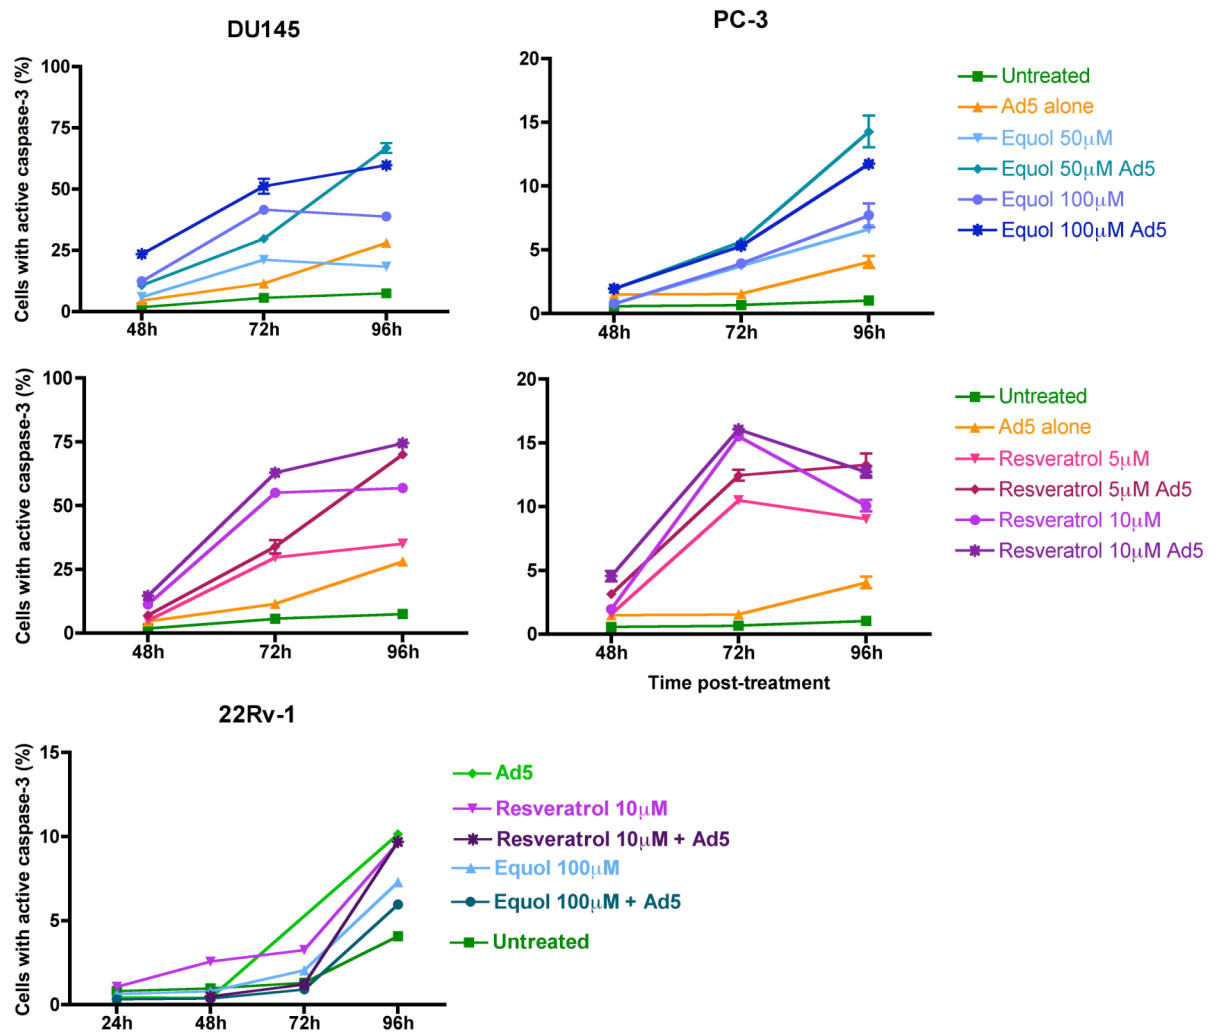 DU145
PC-3
Cells with active caspase-3 (%)
100
75
50
25
0
48h
72h
96h
20
15
10
5
0
48h
72h
96h
Untreated
Ad5 alone
Equol 50μM
Equol 50μM Ad5
Equol 100μM
Equol 100μM Ad5
Cells with active caspase-3 (%)
100
75
50
25
0
48h
72h
96h
20
15
10
5
0
48h
72h
96h
Time post-treatment
Untreated
Ad5 alone
Resveratrol 5μM
Resveratrol 5μM Ad5
Resveratrol 10μM
Resveratrol 10μM Ad5
22Rv-1
Cells with active caspase-3 (%)
15
10
5
0
24h
48h
72h
96h
Ad5
Resveratrol 10μM
Resveratrol 10μM + Ad5
Equol 100μM
Equol 100μM + Ad5
Untreated